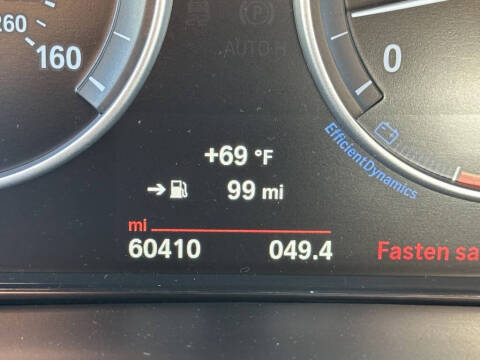 260
160
(P)
AUTO H
0
+69 °F
EfficientDynamics
→ 99 mi
mi
60410 049.4
Fasten sa